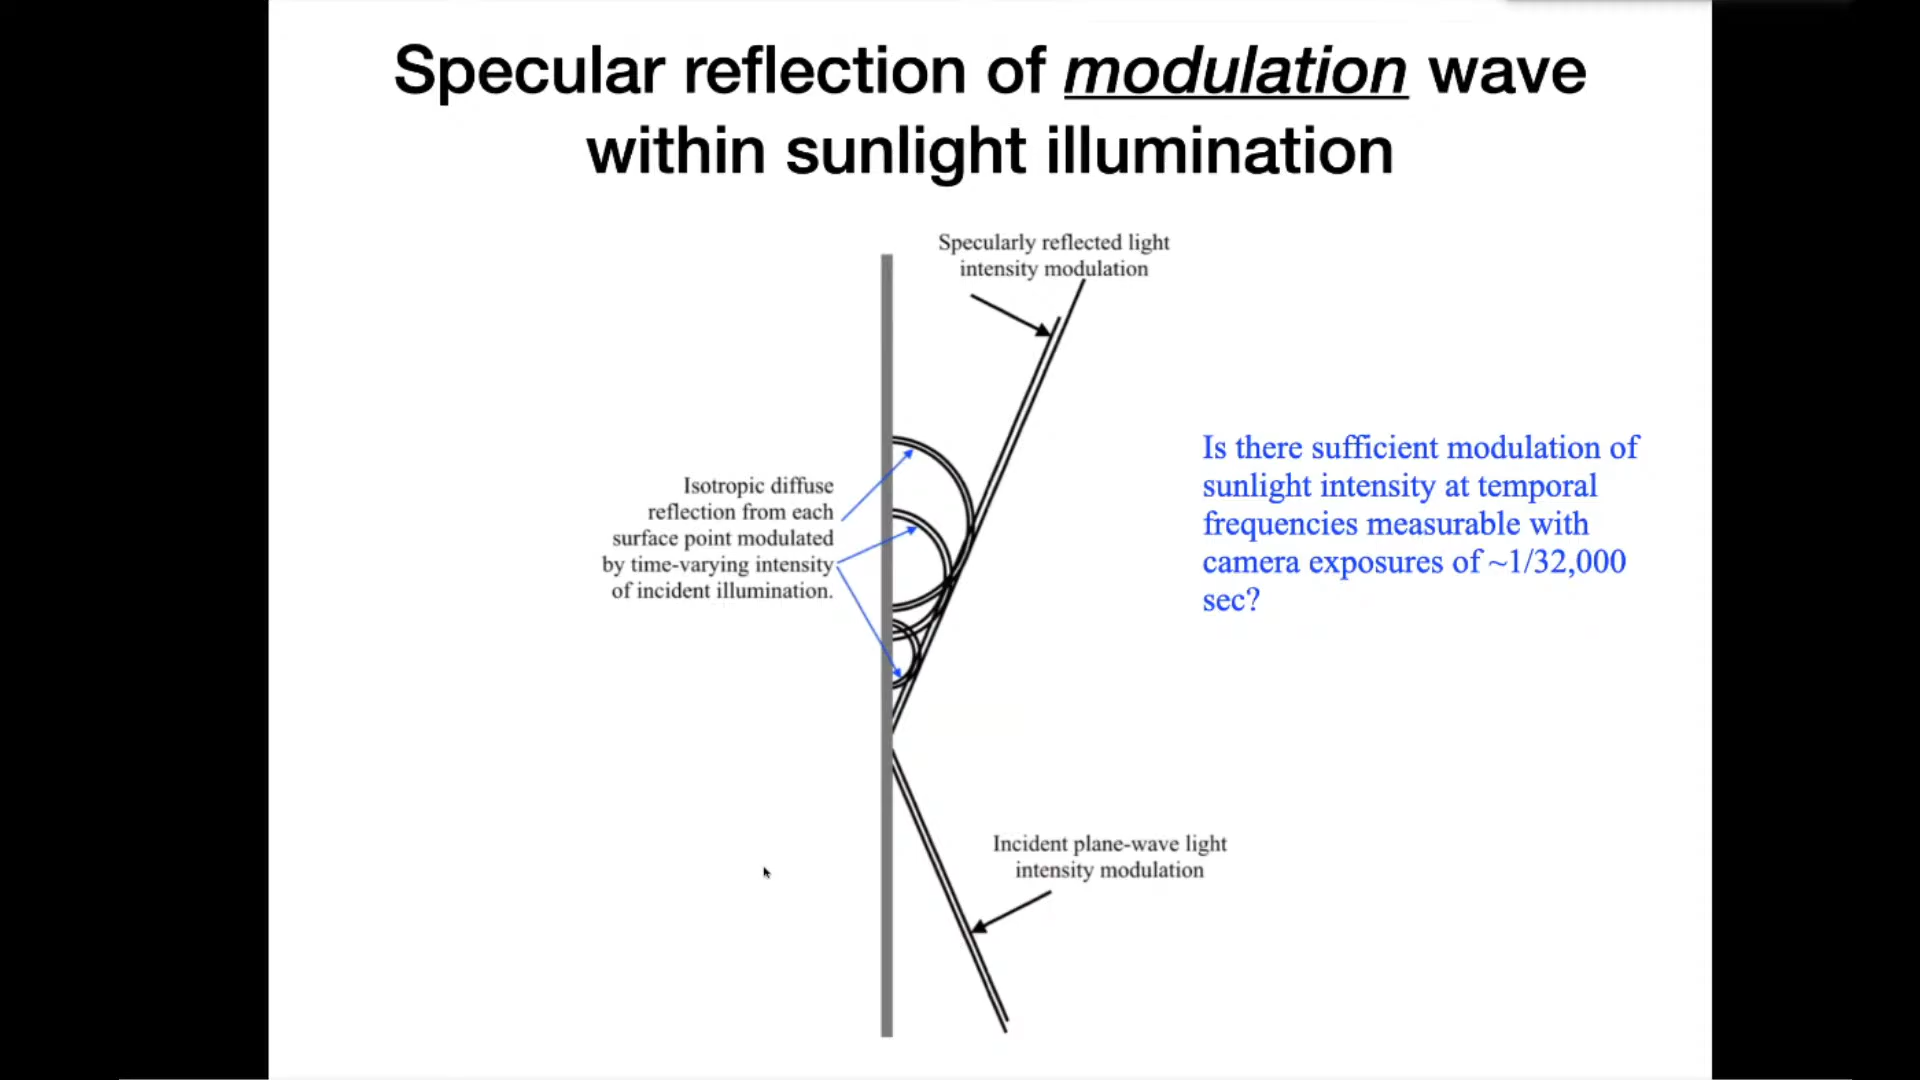 Specular reflection of modulation wave
within sunlight illumination
Specularly reflected light
intensity modulation
Isotropic diffuse
reflection from each
surface point modulated
by time-varying intensity
of incident illumination.
Is there sufficient modulation of
sunlight intensity at temporal
frequencies measurable with
camera exposures of ~1/32,000
sec?
Incident plane-wave light
intensity modulation